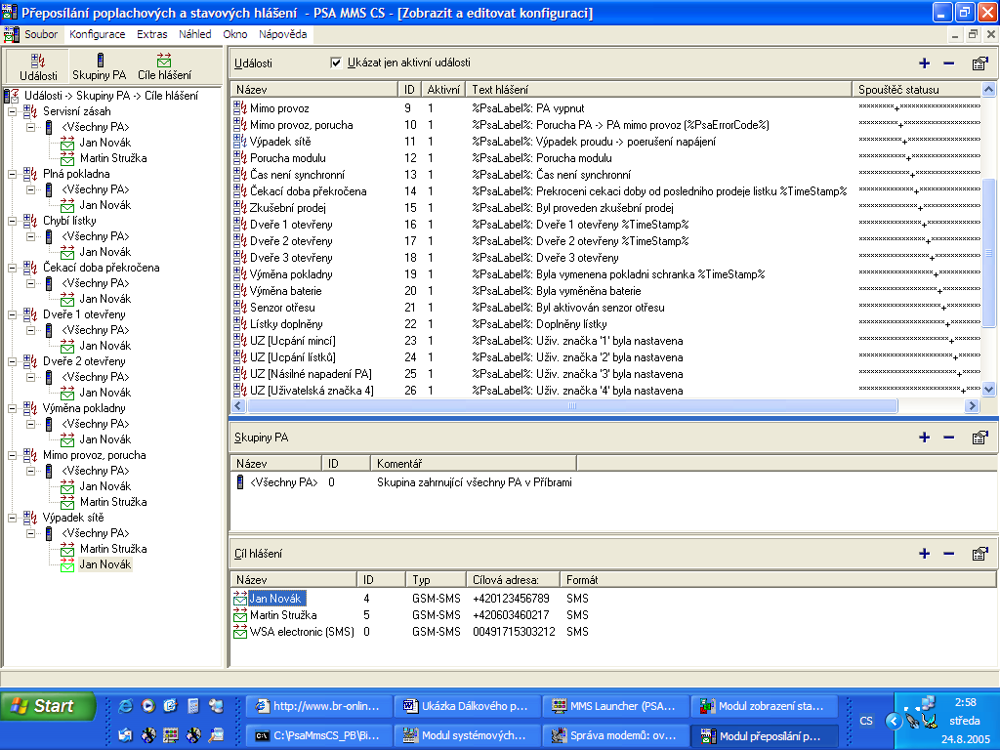 Přeposílání poplachových a stavových hlášení - PSA MMS CS - [Zobrazit a editovat konfiguraci]
Soubor Konfigurace Extras Náhled Okno Nápověda
Události Skupiny PA Cíle hlášení
Události -> Skupiny PA -> Cíle hlášení
Servisní zásah
<Všechny PA>
Jan Novák
Martin Stružka
Plná pokladna
<Všechny PA>
Jan Novák
Chybí lístky
<Všechny PA>
Jan Novák
Čekací doba překročena
<Všechny PA>
Jan Novák
Dveře 1 otevřeny
<Všechny PA>
Jan Novák
Dveře 2 otevřeny
<Všechny PA>
Jan Novák
Výměna pokladny
<Všechny PA>
Jan Novák
Mimo provoz, porucha
<Všechny PA>
Jan Novák
Martin Stružka
Výpadek sítě
<Všechny PA>
Martin Stružka
Jan Novák
Události Ukázat jen aktivní události
Název ID Aktivní Text hlášení Spouštěč statusu
Mimo provoz 9 1 %PsaLabel%: PA vypnut
Mimo provoz, porucha 10 1 %PsaLabel%: Porucha PA -> PA mimo provoz (%PsaErrorCode%)
Výpadek sítě 11 1 %PsaLabel%: Výpadek proudu -> poerušení napájení
Porucha modulu 12 1 %PsaLabel%: Porucha modulu
Čas není synchronní 13 1 %PsaLabel%: Čas není synchronní
Čekací doba překročena 14 1 %PsaLabel%: Prekroceni cekaci doby od posledniho prodeje listku %TimeStamp%
Zkušební prodej 15 1 %PsaLabel%: Byl proveden zkušební prodej
Dveře 1 otevřeny 16 1 %PsaLabel%: Dveře 1 otevřeny %TimeStamp%
Dveře 2 otevřeny 17 1 %PsaLabel%: Dveře 2 otevřeny %TimeStamp%
Dveře 3 otevřeny 18 1 %PsaLabel%: Dveře 3 otevřeny
Výměna pokladny 19 1 %PsaLabel%: Byla vymenena pokladni schranka %TimeStamp%
Výměna baterie 20 1 %PsaLabel%: Byla vyměněna baterie
Senzor otřesu 21 1 %PsaLabel%: Byl aktivován senzor otřesu
Lístky doplněny 22 1 %PsaLabel%: Doplněny lístky
UZ [Ucpání mincí] 23 1 %PsaLabel%: Uživ. značka '1' byla nastavena
UZ [Ucpání lístků] 24 1 %PsaLabel%: Uživ. značka '2' byla nastavena
UZ [Násilné napadení PA] 25 1 %PsaLabel%: Uživ. značka '3' byla nastavena
UZ [Uživatelská značka 4] 26 1 %PsaLabel%: Uživ. značka '4' byla nastavena
Skupiny PA
Název ID Komentář
<Všechny PA> 0 Skupina zahrnující všechny PA v Příbrami
Cíl hlášení
Název ID Typ Cílová adresa: Formát
Jan Novák 4 GSM-SMS +420123456789 SMS
Martin Stružka 5 GSM-SMS +420603460217 SMS
WSA electronic (SMS) 0 GSM-SMS 00491715303212 SMS
Start http://www.br-onlin... Ukázka Dálkového p... MMS Launcher (PSA... Modul zobrazení sta... 2:58
CS středa
C:\PsaMmsCS_PB\Bi... Modul systémových... Správa modemů: ov... Modul přeposílání p... 24.8.2005